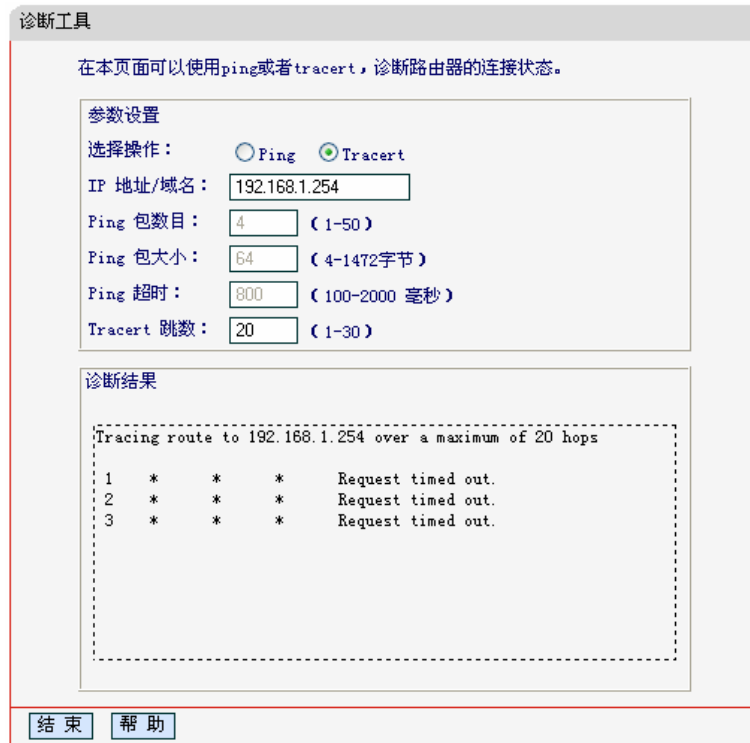 诊断工具
在本页面可以使用ping或者tracert，诊断路由器的连接状态。
参数设置
选择操作： Ping Tracert
IP 地址/域名： 192.168.1.254
Ping 包数目： 4 （1-50）
Ping 包大小： 64 （4-1472字节）
Ping 超时： 800 （100-2000 毫秒）
Tracert 跳数： 20 （1-30）
诊断结果
Tracing route to 192.168.1.254 over a maximum of 20 hops
1 * * * Request timed out.
2 * * * Request timed out.
3 * * * Request timed out.
结 束 帮 助